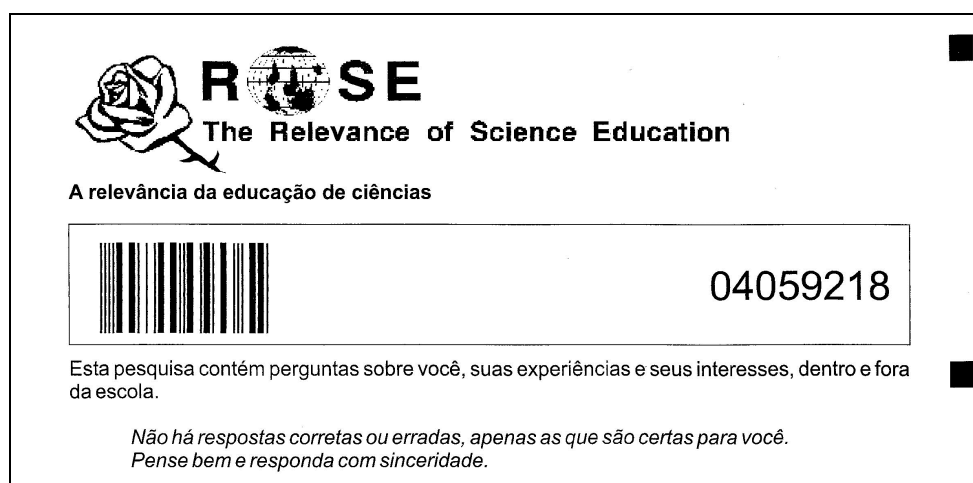 ROSE
The Relevance of Science Education
A relevância da educação de ciências
04059218
Esta pesquisa contém perguntas sobre você, suas experiências e seus interesses, dentro e fora
da escola.
Não há respostas corretas ou erradas, apenas as que são certas para você.
Pense bem e responda com sinceridade.